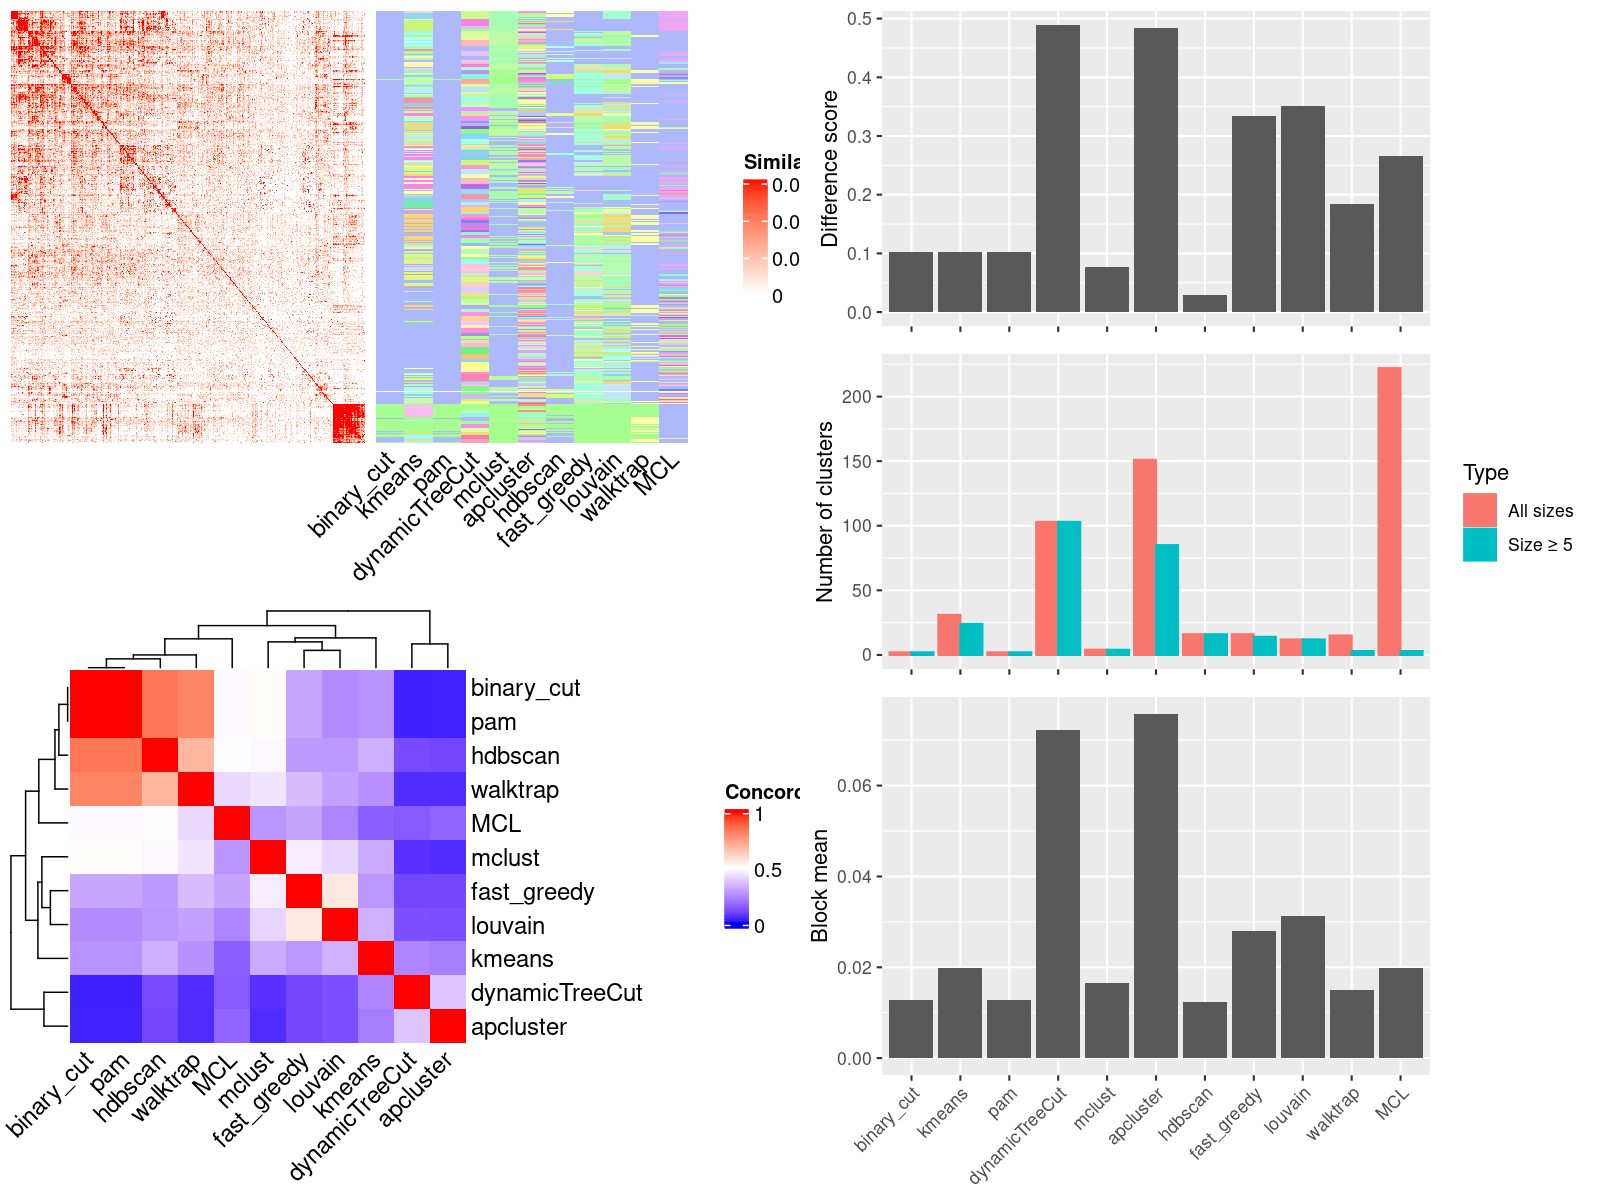 Simila
0.0
0.0
0.0
0
binary_cut
kmeans
pam
dynamicTreeCut
mclust
apcluster
hdbscan
fast_greedy
louvain
walktrap
MCL
binary_cut
pam
hdbscan
walktrap
MCL
mclust
fast_greedy
louvain
kmeans
dynamicTreeCut
apcluster
Concord
1
0.5
0
binary_cut
pam
hdbscan
walktrap
MCL
mclust
fast_greedy
louvain
kmeans
dynamicTreeCut
apcluster
Difference score
0.5
0.4
0.3
0.2
0.1
0.0
Number of clusters
200
150
100
50
0
Type
All sizes
Size ≥ 5
Block mean
0.06
0.04
0.02
0.00
binary_cut
kmeans
pam
dynamicTreeCut
mclust
apcluster
hdbscan
fast_greedy
louvain
walktrap
MCL